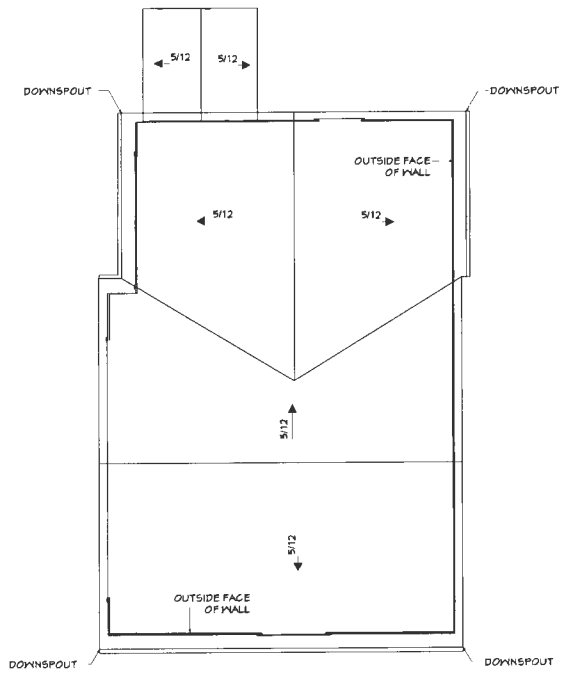 5/12
5/12
DOWNSPOUT
DOWNSPOUT
OUTSIDE FACE
OF WALL
5/12
5/12
5/12
5/12
OUTSIDE FACE
OF WALL
DOWNSPOUT
DOWNSPOUT